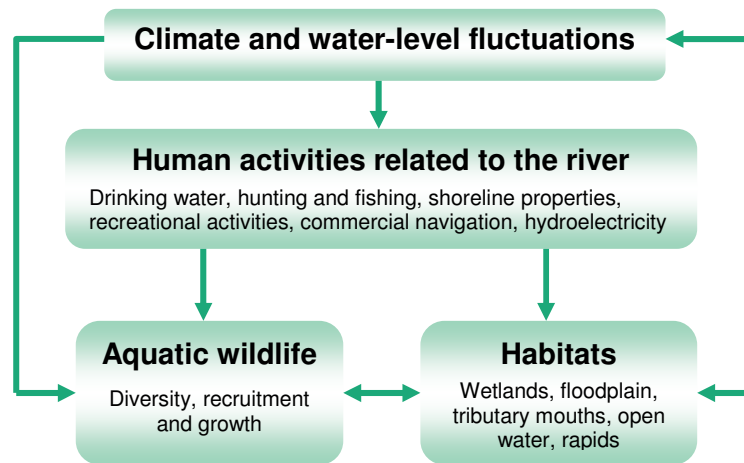 Climate and water-level fluctuations
Human activities related to the river
Drinking water, hunting and fishing, shoreline properties,
recreational activities, commercial navigation, hydroelectricity
Aquatic wildlife
Diversity, recruitment
and growth
Habitats
Wetlands, floodplain,
tributary mouths, open
water, rapids